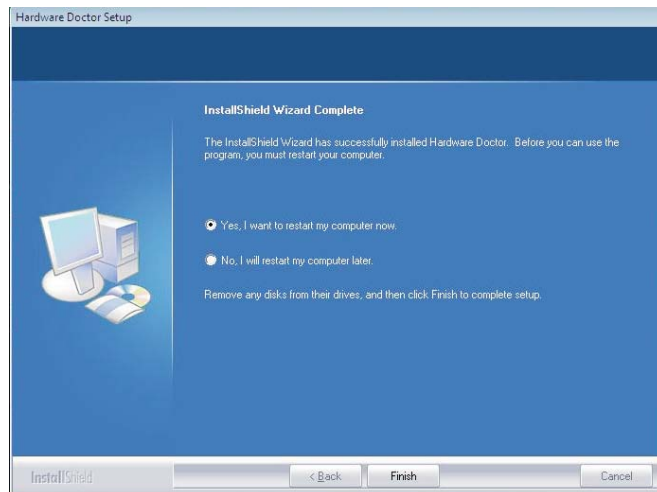 Hardware Doctor Setup
InstallShield Wizard Complete
The InstallShield Wizard has successfully installed Hardware Doctor. Before you can use the
program, you must restart your computer.
Yes, I want to restart my computer now.
No, I will restart my computer later.
Remove any disks from their drives, and then click Finish to complete setup.
InstallShield
< Back
Finish
Cancel